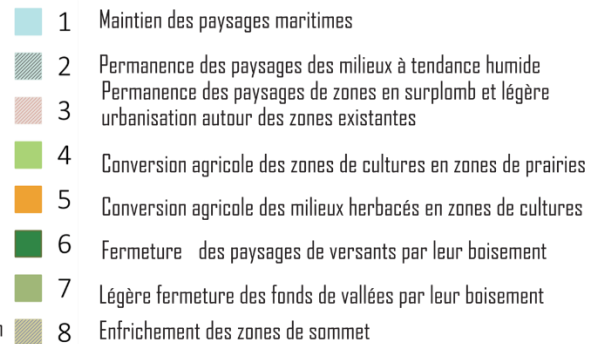 1 Maintien des paysages maritimes
2 Permanence des paysages des milieux à tendance humide
Permanence des paysages de zones en surplomb et légère
3 urbanisation autour des zones existantes
4 Conversion agricole des zones de cultures en zones de prairies
5 Conversion agricole des milieux herbacés en zones de cultures
6 Fermeture des paysages de versants par leur boisement
7 Légère fermeture des fonds de vallées par leur boisement
8 Enfrichement des zones de sommet